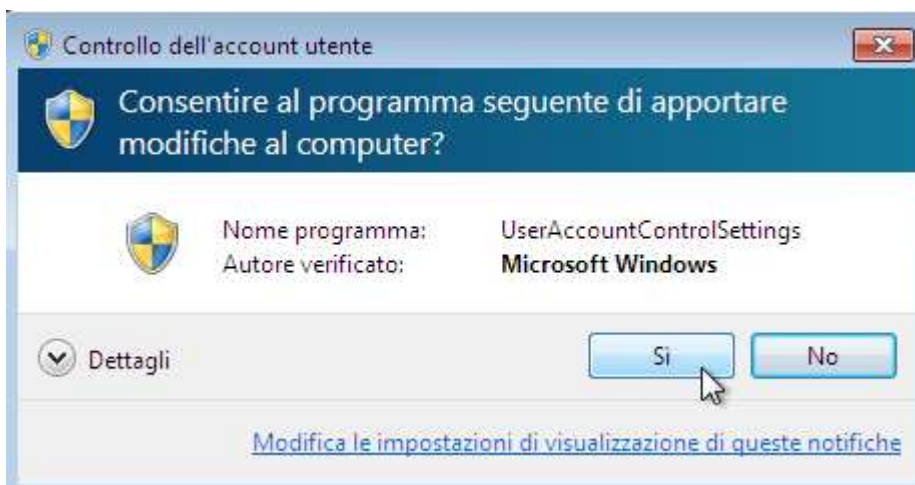 Controllo dell'account utente
Consentire al programma seguente di apportare
modifiche al computer?
Nome programma: UserAccountControlSettings
Autore verificato: Microsoft Windows
Dettagli Sì No
Modifica le impostazioni di visualizzazione di queste notifiche